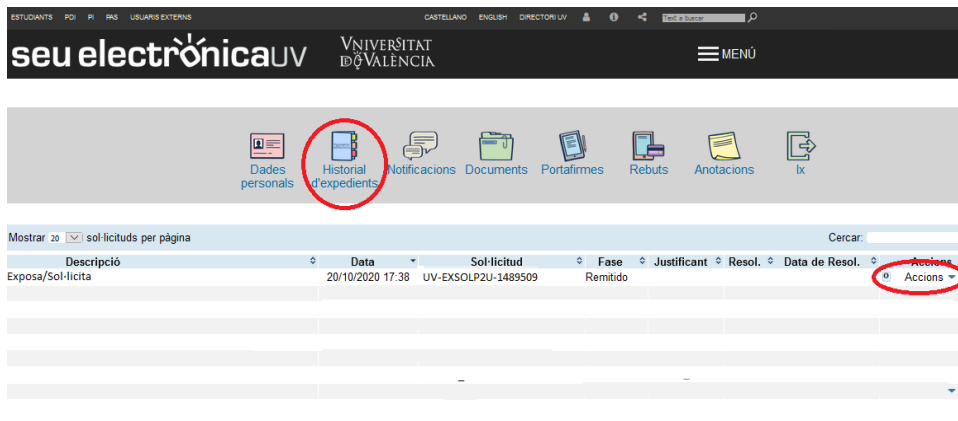 ESTUDIANTS PDI PI PAS USUARIS EXTERNS CASTELLANO ENGLISH DIRECTORI UV Text a buscar
seu electrònicauv VNIVERSITAT
D VALÈNCIA MENÚ
Dades personals
Historial d'expedients
Notificacions
Documents
Portafirmes
Rebuts
Anotacions
Ix
Mostrar 20 sol·licituds per pàgina Cercar:
Descripció Data Sol·licitud Fase Justificant Resol. Data de Resol. Accions
Exposa/Sol·licita 20/10/2020 17:38 UV-EXSOLP2U-1489509 Remitido 0 Accions